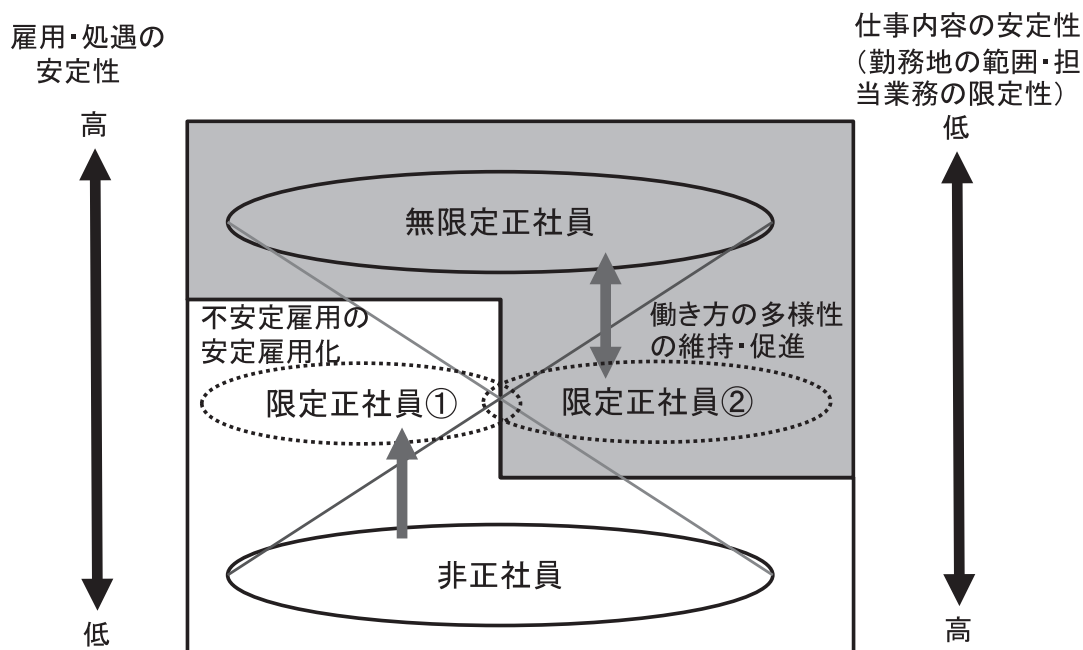 雇用・処遇の
安定性
高
低
仕事内容の安定性
（勤務地の範囲・担
当業務の限定性）
低
高
無限定正社員
不安定雇用の
安定雇用化
働き方の多様性
の維持・促進
限定正社員①
限定正社員②
非正社員